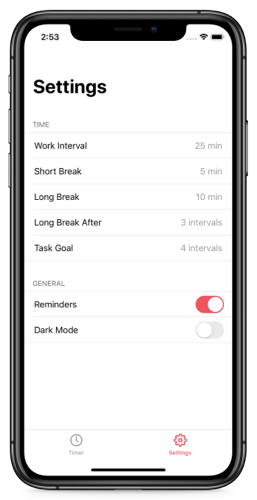 2:53
Settings
TIME
Work Interval 25 min
Short Break 5 min
Long Break 10 min
Long Break After 3 intervals
Task Goal 4 intervals
GENERAL
Reminders
Dark Mode
Timer Settings